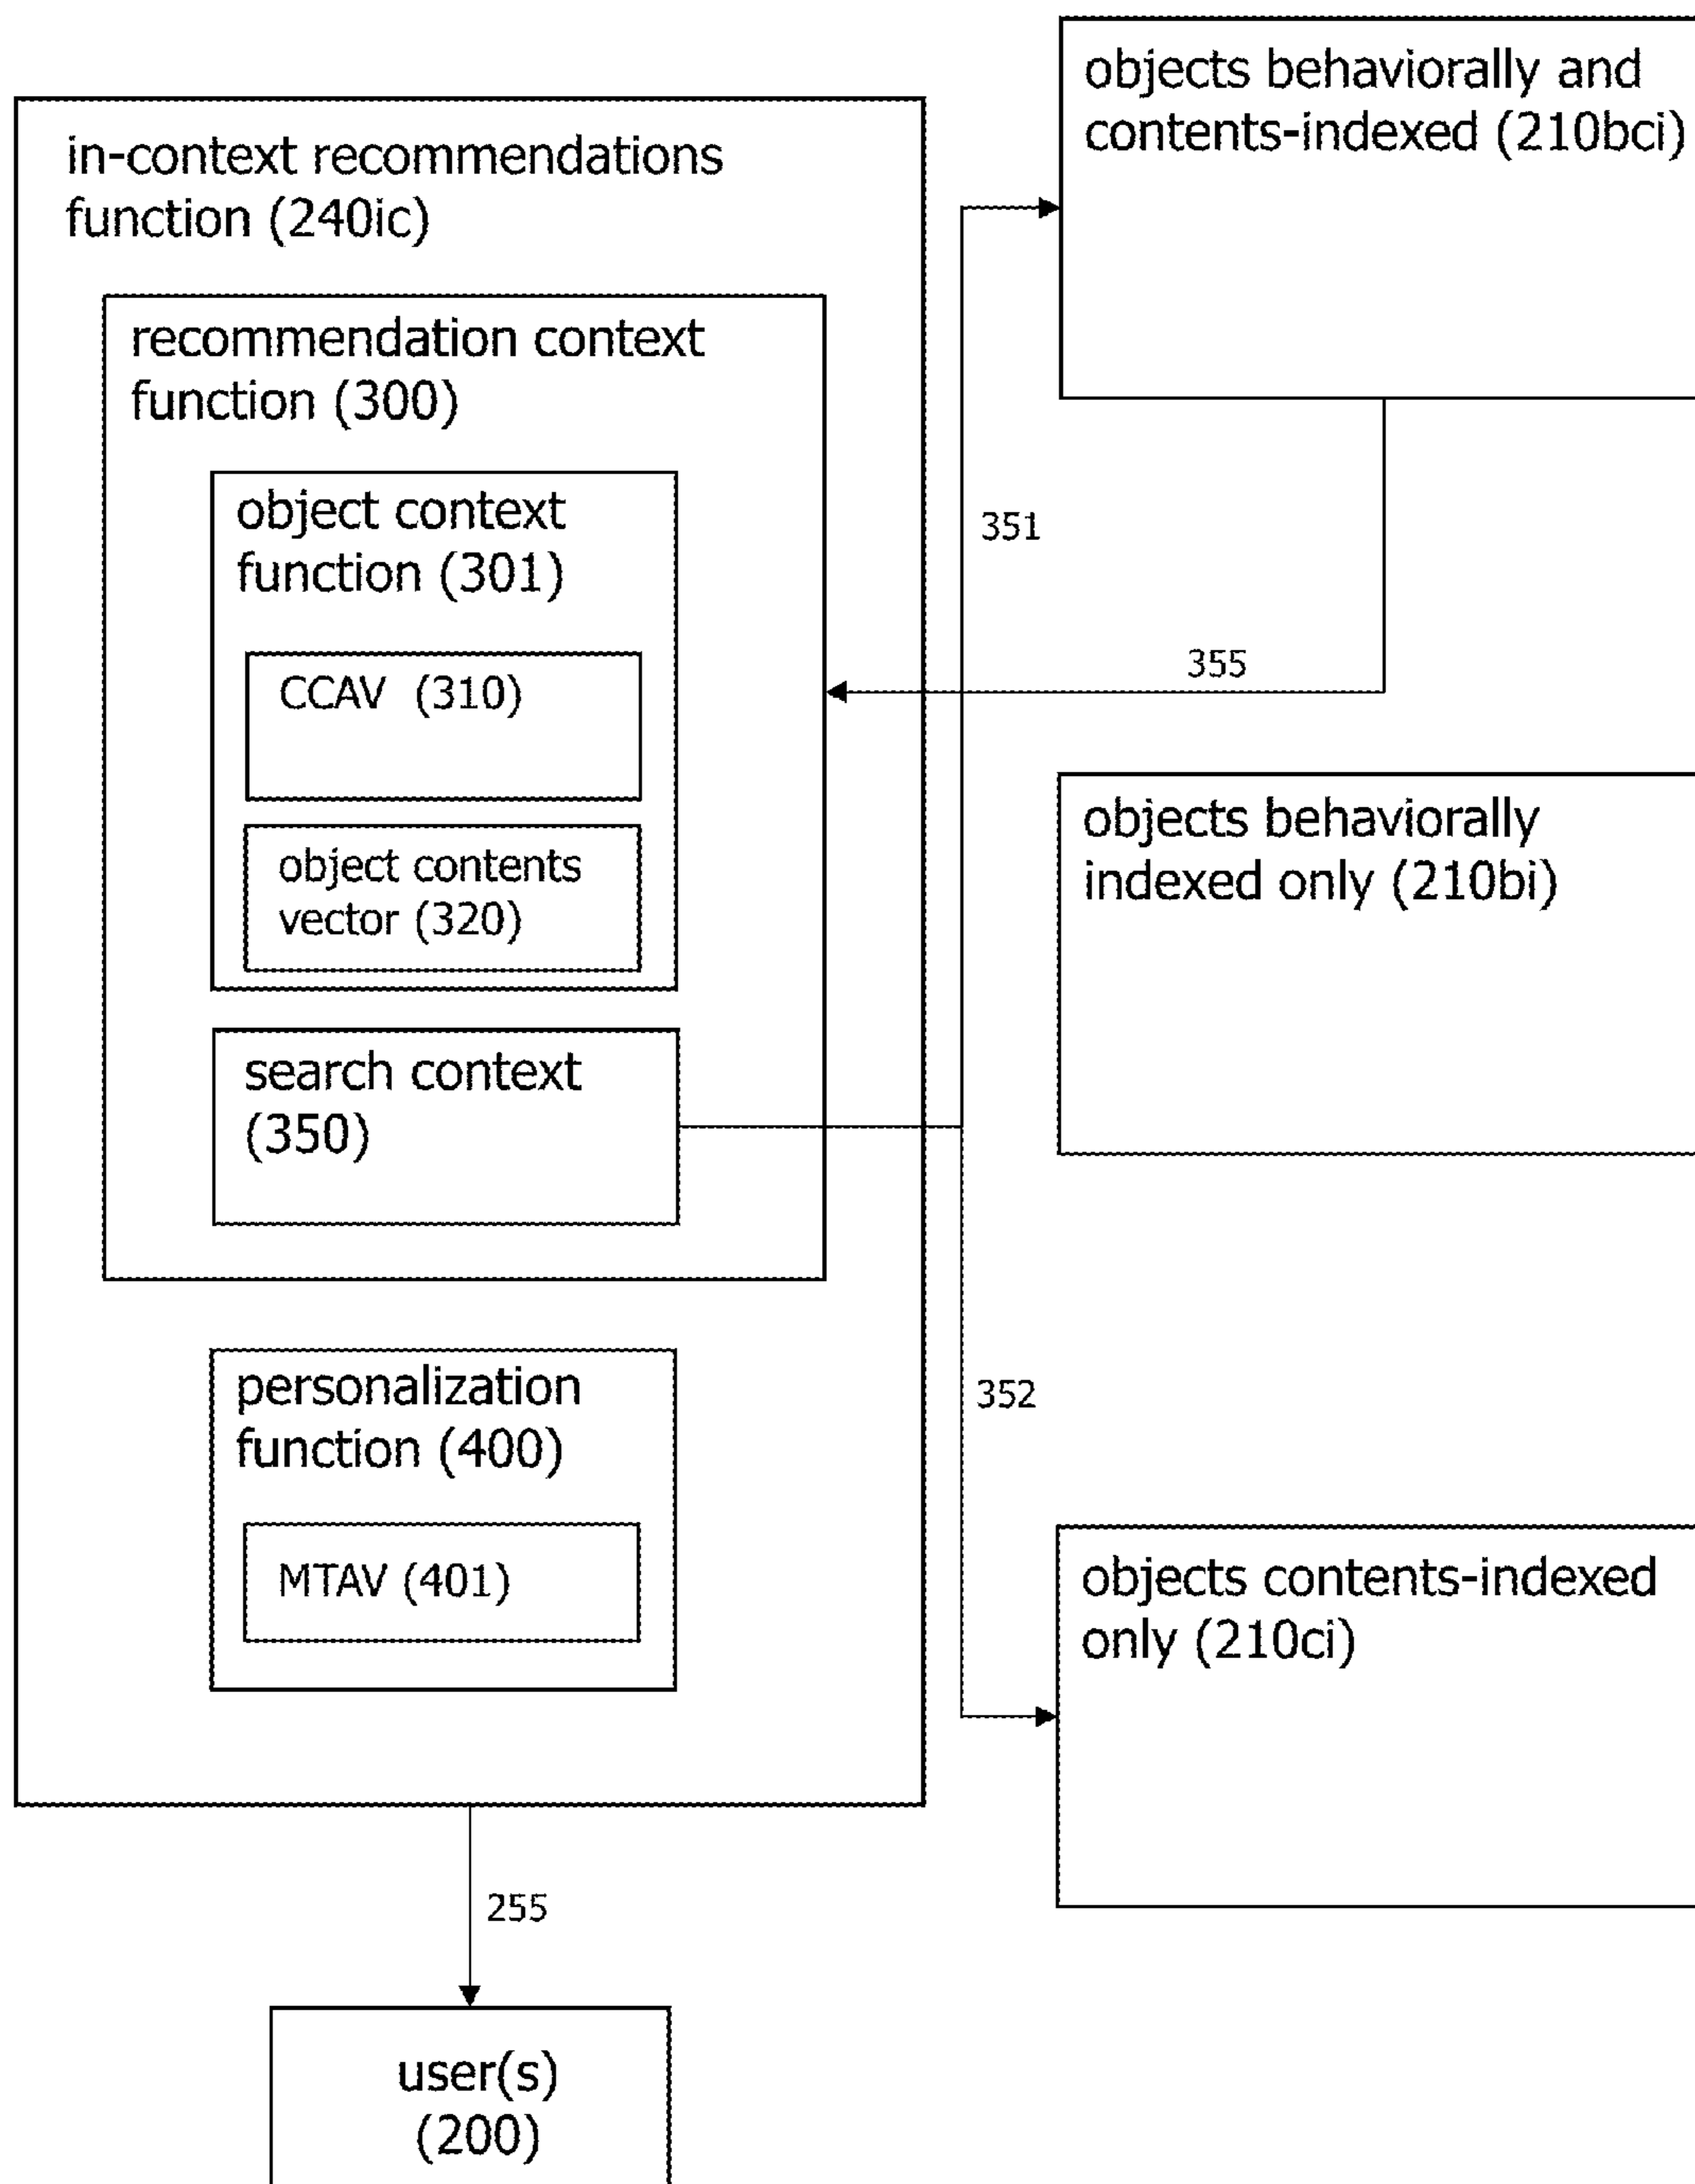 in-context recommendations
function (240ic)
recommendation context
function (300)
object context
function (301)
CCAV (310)
object contents
vector (320)
search context
(350)
personalization
function (400)
MTAV (401)
255
user(s)
(200)
objects behaviorally and
contents-indexed (210bci)
351
355
objects behaviorally
indexed only (210bi)
352
objects contents-indexed
only (210ci)